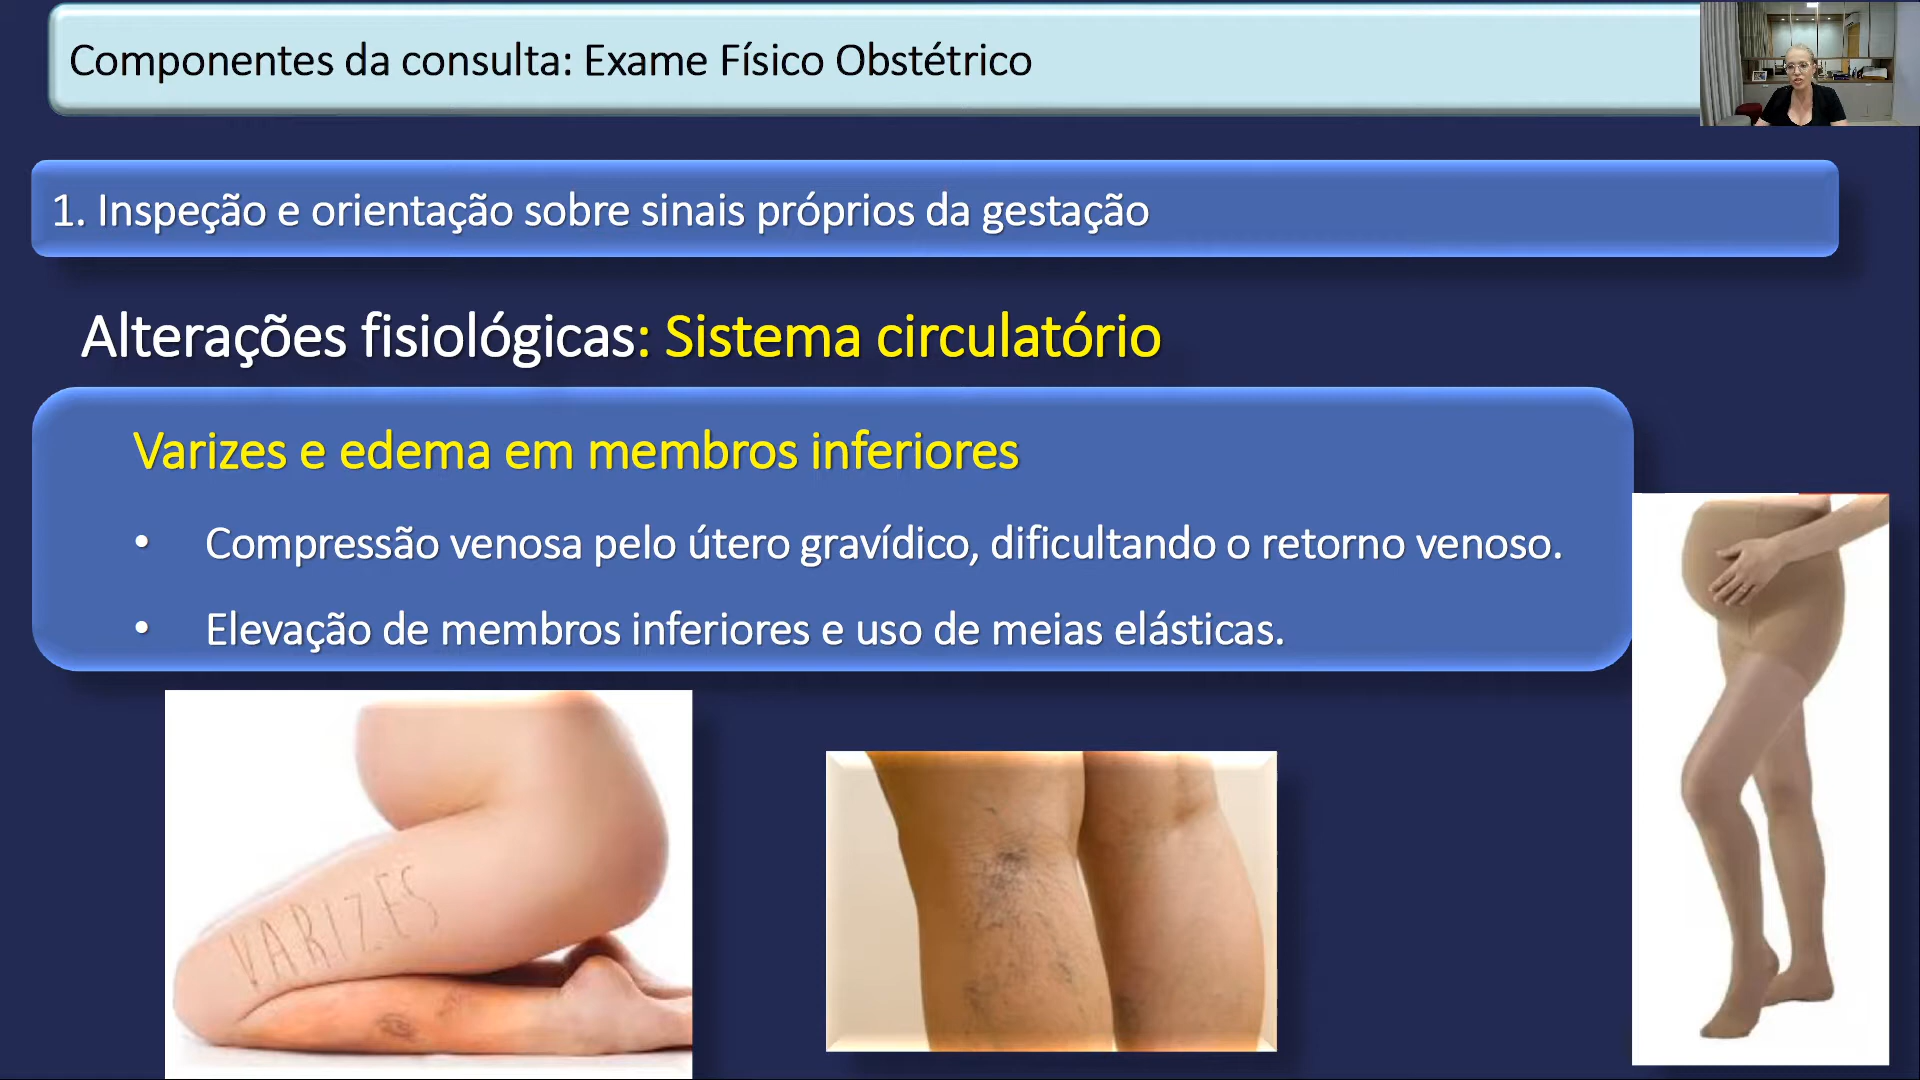 Componentes da consulta: Exame Físico Obstétrico
1. Inspeção e orientação sobre sinais próprios da gestação
Alterações fisiológicas: Sistema circulatório
Varizes e edema em membros inferiores
• Compressão venosa pelo útero gravídico, dificultando o retorno venoso.
• Elevação de membros inferiores e uso de meias elásticas.
VARIZES